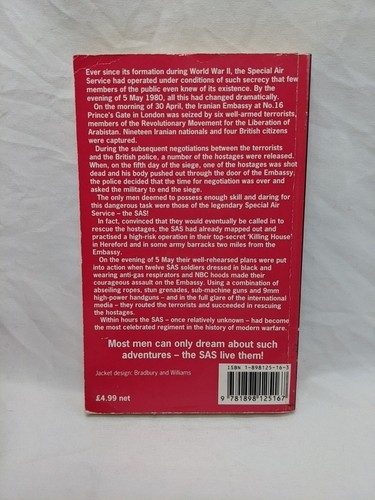 Ever since its formation during World War II, the Special Air
Service had operated under conditions of such secrecy that few
members of the public even knew of its existence. By the
evening of 5 May 1980, all this had changed dramatically.
On the morning of 30 April, the Iranian Embassy at No.16
Prince's Gate in London was seized by six well-armed terrorists,
members of the Revolutionary Movement for the Liberation of
Arabistan. Nineteen Iranian nationals and four British citizens
were captured.
During the subsequent negotiations between the terrorists
and the British police, a number of the hostages were released.
When, on the fifth day of the siege, one of the hostages was shot
dead and his body pushed out through the door of the Embassy,
the police decided that the time for negotiation was over and
asked the military to end the siege.
The only men deemed to possess enough skill and daring for
this dangerous task were those of the legendary Special Air
Service – the SAS!
In fact, convinced that they would eventually be called in to
rescue the hostages, the SAS had already mapped out and
practised a high-risk operation in their top-secret 'Killing House'
in Hereford and in some army barracks two miles from the
Embassy.
On the evening of 5 May their well-rehearsed plans were put
into action when twelve SAS soldiers dressed in black and
wearing anti-gas respirators and NBC hoods made their
courageous assault on the Embassy. Using a combination of
abseiling ropes, stun grenades, sub-machine guns and 9mm
high-power handguns – and in the full glare of the international
media – they routed the terrorists and succeeded in rescuing
the hostages.
Within hours the SAS – once relatively unknown – had become
the most celebrated regiment in the history of modern warfare.
Most men can only dream about such
adventures – the SAS live them!
Jacket design: Bradbury and Williams
£4.99 net
ISBN 1-898125-16-3
9 781898 125167